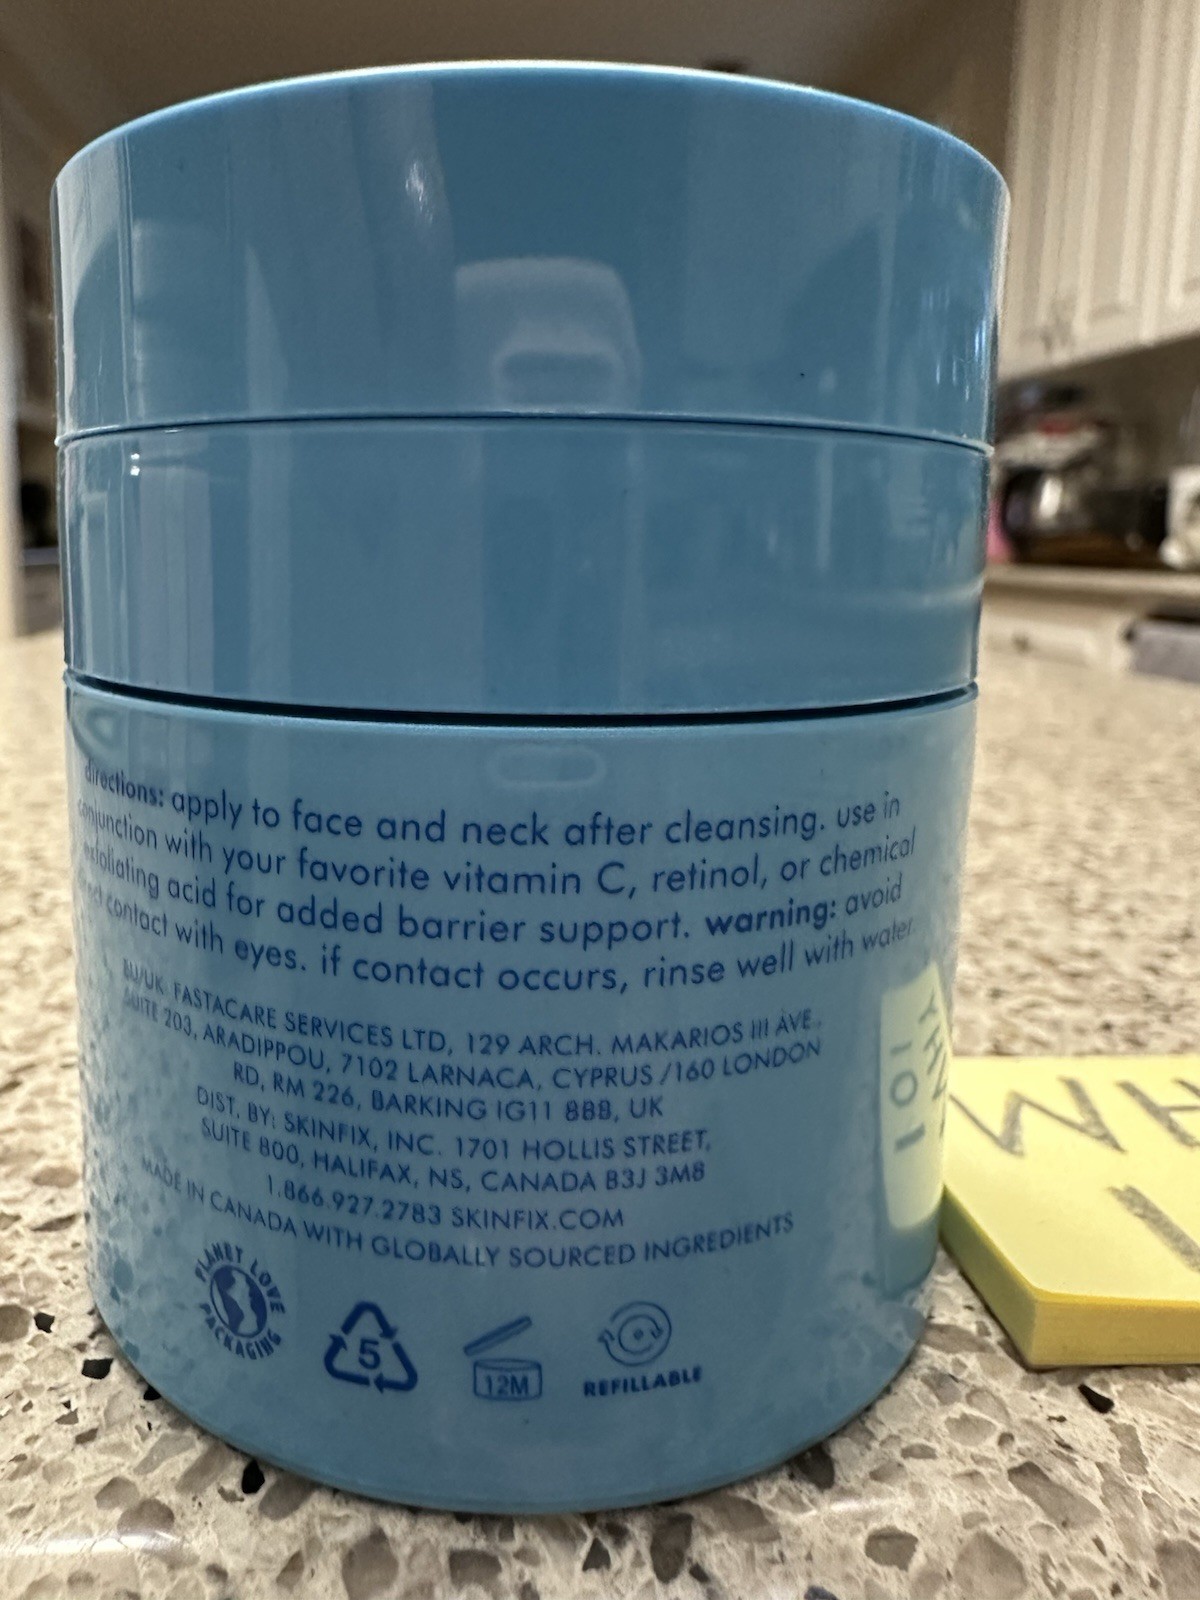 directions: apply to face and neck after cleansing. use in
conjunction with your favorite vitamin C, retinol, or chemical
exfoliating acid for added barrier support. warning: avoid
direct contact with eyes. if contact occurs, rinse well with water.
EU/UK FASTACARE SERVICES LTD, 129 ARCH. MAKARIOS III AVE.
SUITE 203, ARADIPPOU, 7102 LARNACA, CYPRUS /160 LONDON
RD, RM 226, BARKING IG11 8BB, UK
DIST. BY: SKINFIX, INC. 1701 HOLLIS STREET,
SUITE 800, HALIFAX, NS, CANADA B3J 3M8
1.866.927.2783 SKINFIX.COM
MADE IN CANADA WITH GLOBALLY SOURCED INGREDIENTS
PLANET LOVE
PACKAGING
5
12M
REFILLABLE